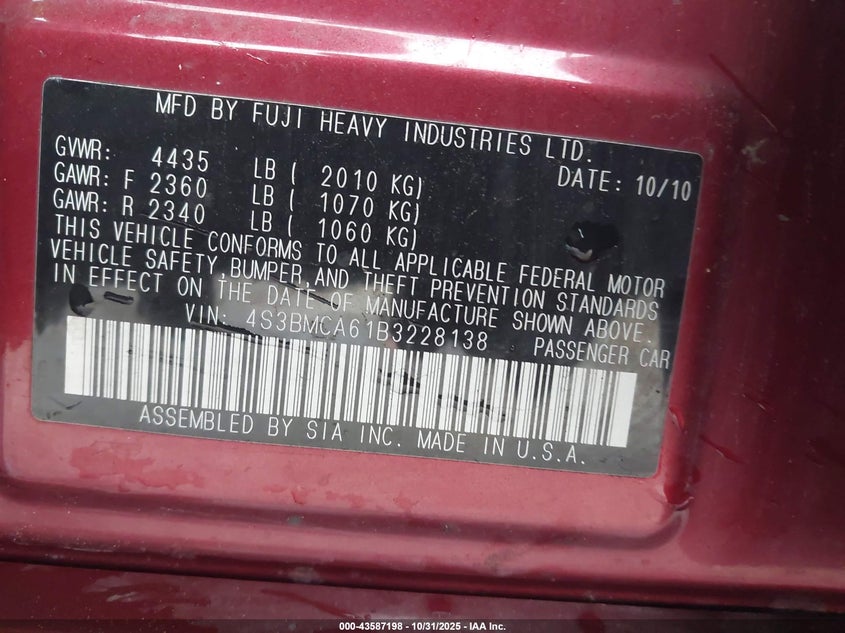 MFD BY FUJI HEAVY INDUSTRIES LTD.
GVWR: 4435 LB ( 2010 KG) DATE: 10/10
GAWR: F 2360 LB ( 1070 KG)
GAWR: R 2340 LB ( 1060 KG)
THIS VEHICLE CONFORMS TO ALL APPLICABLE FEDERAL MOTOR
VEHICLE SAFETY,BUMPER,AND THEFT PREVENTION STANDARDS
IN EFFECT ON THE DATE OF MANUFACTURE SHOWN ABOVE.
VIN: 4S3BMCA61B3228138 PASSENGER CAR
ASSEMBLED BY SIA INC. MADE IN U.S.A.
000-43587198 - 10/31/2025 - IAA Inc.